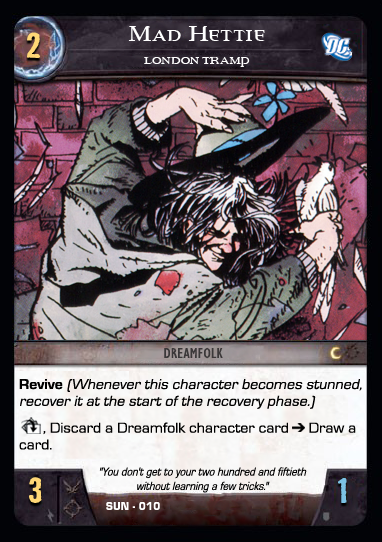 2
MAD HETTIE
LONDON TRAMP
DC
DREAMFOLK
C
Revive (Whenever this character becomes stunned,
recover it at the start of the recovery phase.)
, Discard a Dreamfolk character card ➔ Draw a
card.
"You don't get to your two hundred and fiftieth
without learning a few tricks."
3
SUN · 010
1